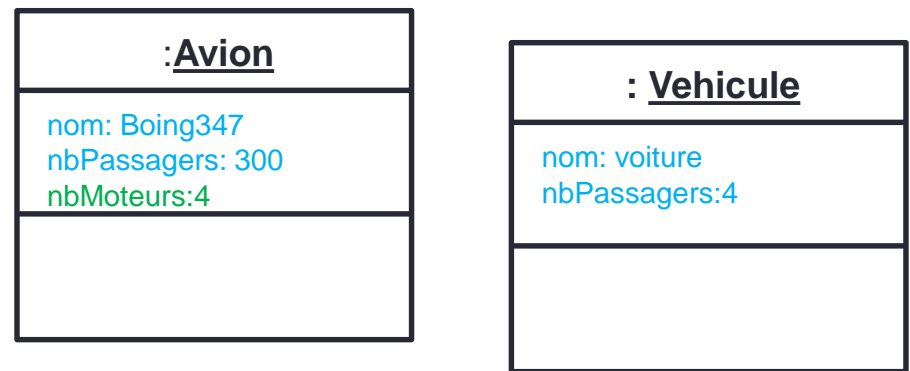 :Avion
nom: Boing347
nbPassagers: 300
nbMoteurs:4
: Vehicule
nom: voiture
nbPassagers:4